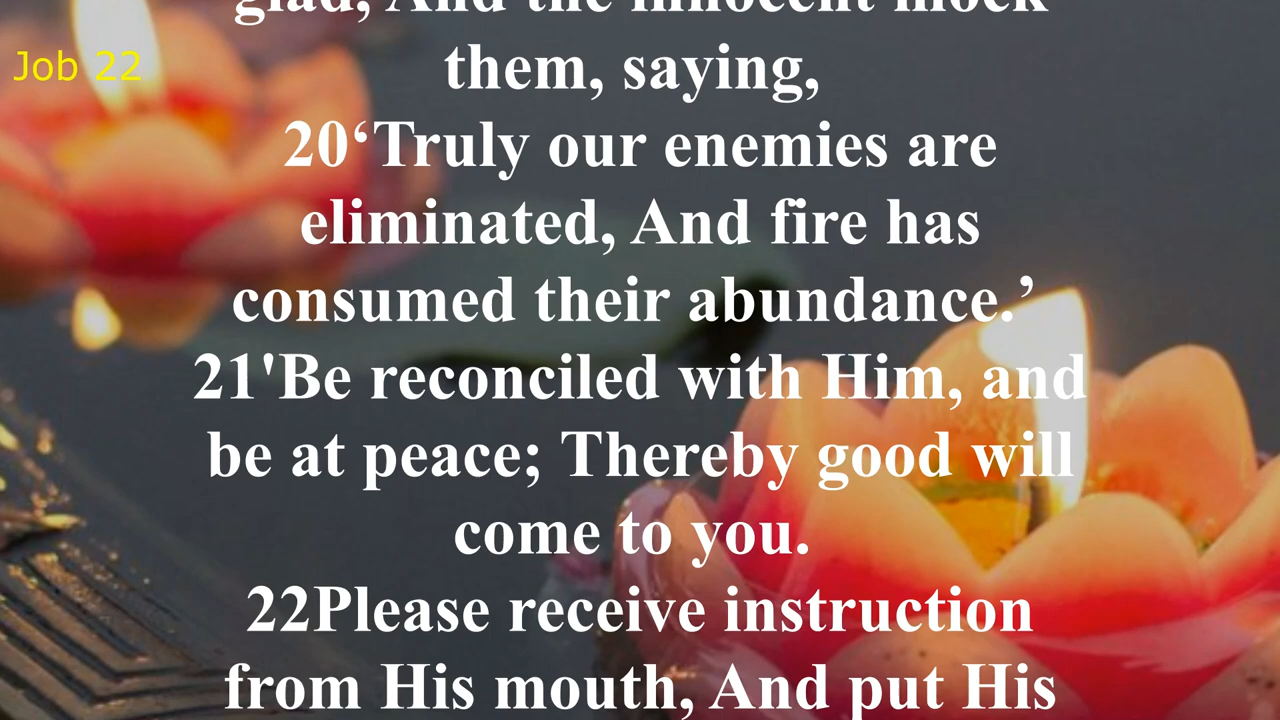 glad, And the innocent mock
Job 22
them, saying,
20‘Truly our enemies are
eliminated, And fire has
consumed their abundance.’
21'Be reconciled with Him, and
be at peace; Thereby good will
come to you.
22Please receive instruction
from His mouth, And put His